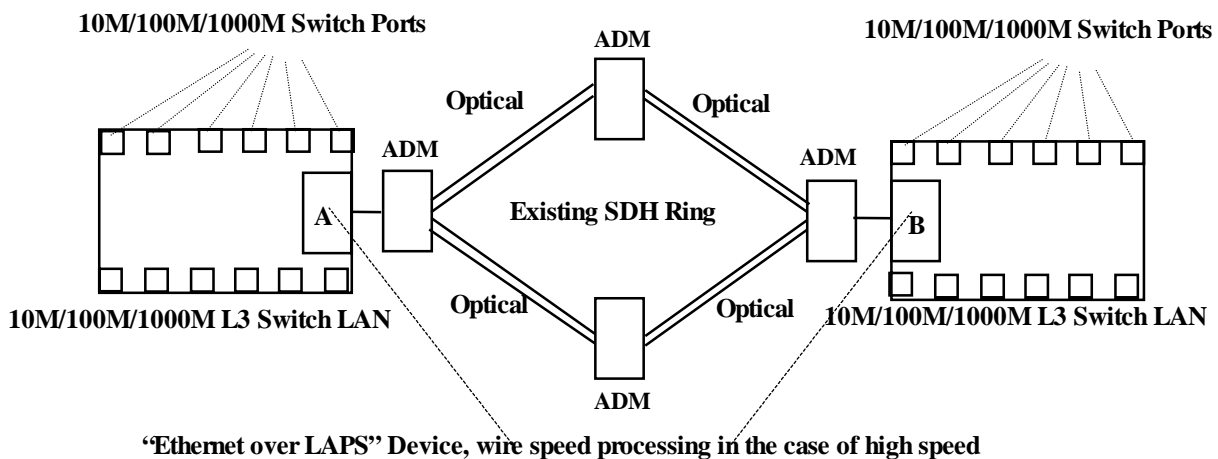 10M/100M/1000M Switch Ports
ADM
10M/100M/1000M Switch Ports
Optical
Optical
ADM
ADM
A
Existing SDH Ring
B
Optical
Optical
10M/100M/1000M L3 Switch LAN
10M/100M/1000M L3 Switch LAN
ADM
“Ethernet over LAPS” Device, wire speed processing in the case of high speed